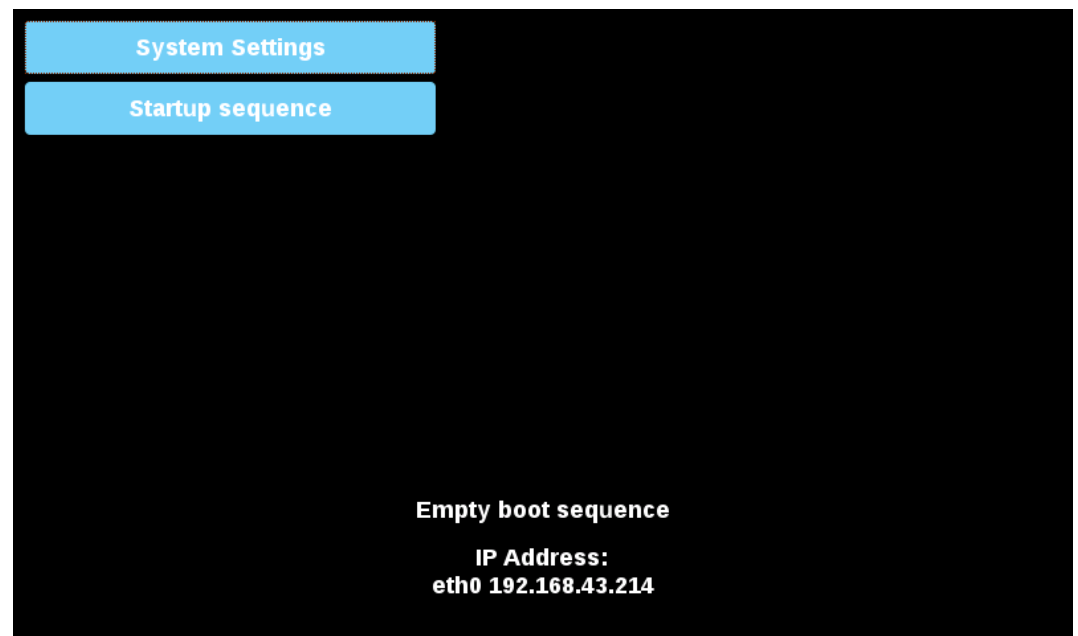 System Settings
Startup sequence
Empty boot sequence
IP Address:
eth0 192.168.43.214